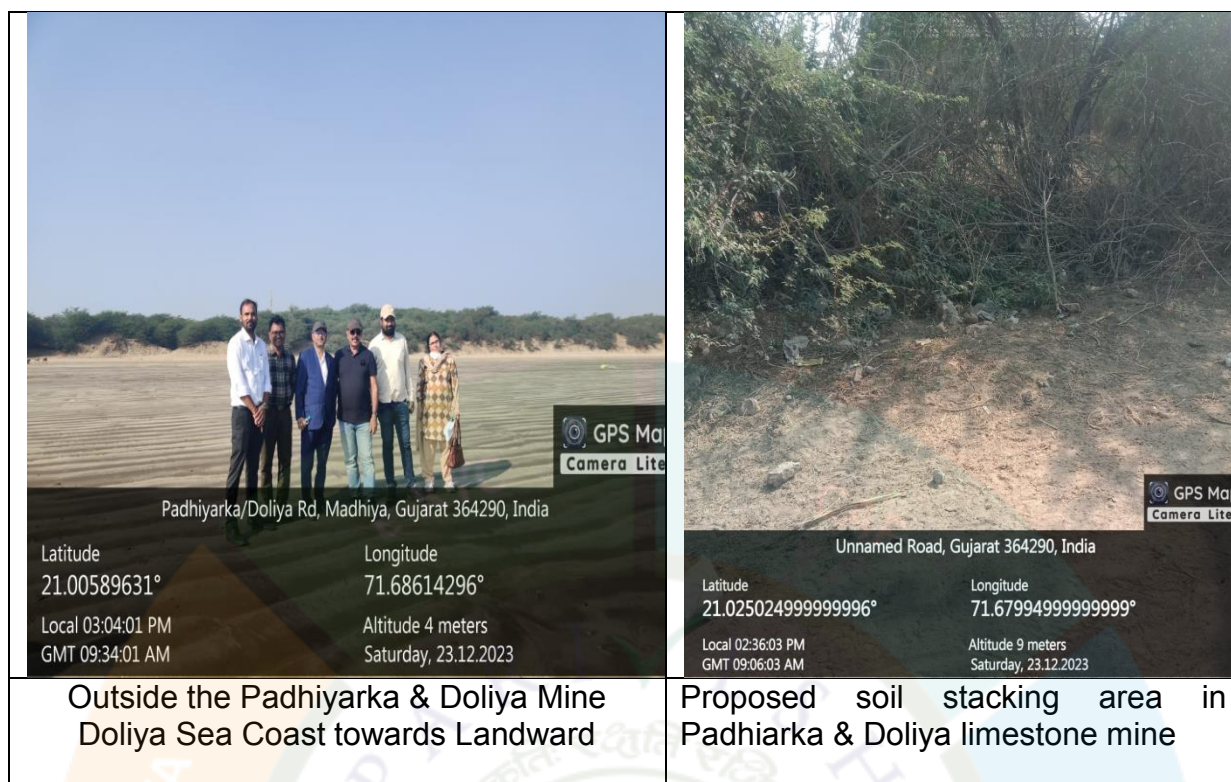 GPS Ma
Camera Lite
Padhiyarka/Doliya Rd, Madhiya, Gujarat 364290, India
Latitude
21.00589631°
Longitude
71.68614296°
Local 03:04:01 PM
GMT 09:34:01 AM
Altitude 4 meters
Saturday, 23.12.2023
Outside the Padhiyarka & Doliya Mine
Doliya Sea Coast towards Landward
GPS Ma
Camera Lite
Unnamed Road, Gujarat 364290, India
Latitude
21.025024999999996°
Longitude
71.67994999999999°
Local 02:36:03 PM
GMT 09:06:03 AM
Altitude 9 meters
Saturday, 23.12.2023
Proposed soil stacking area in
Padhiarka & Doliya limestone mine